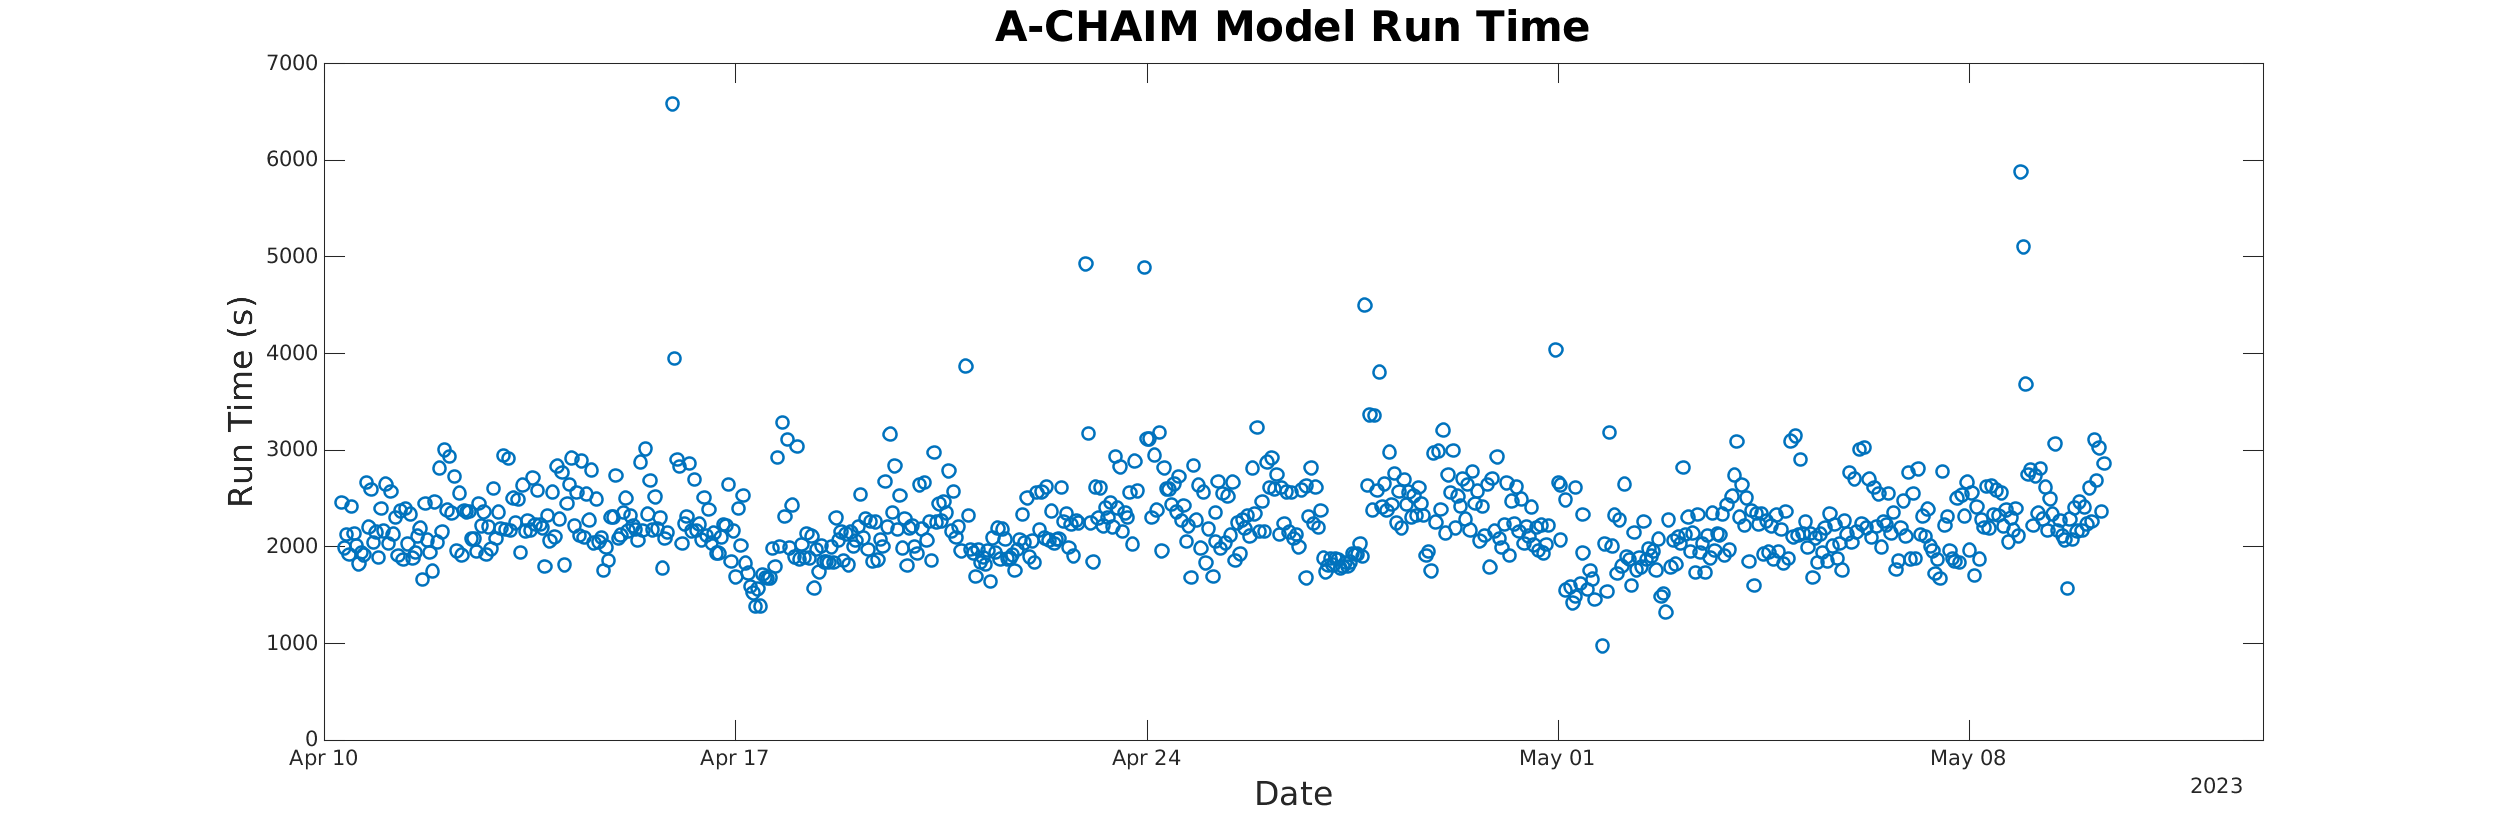 A-CHAIM Model Run Time
7000
6000
5000
4000
3000
2000
1000
0
Run Time (s)
Apr 10 Apr 17 Apr 24 May 01 May 08
Date
2023